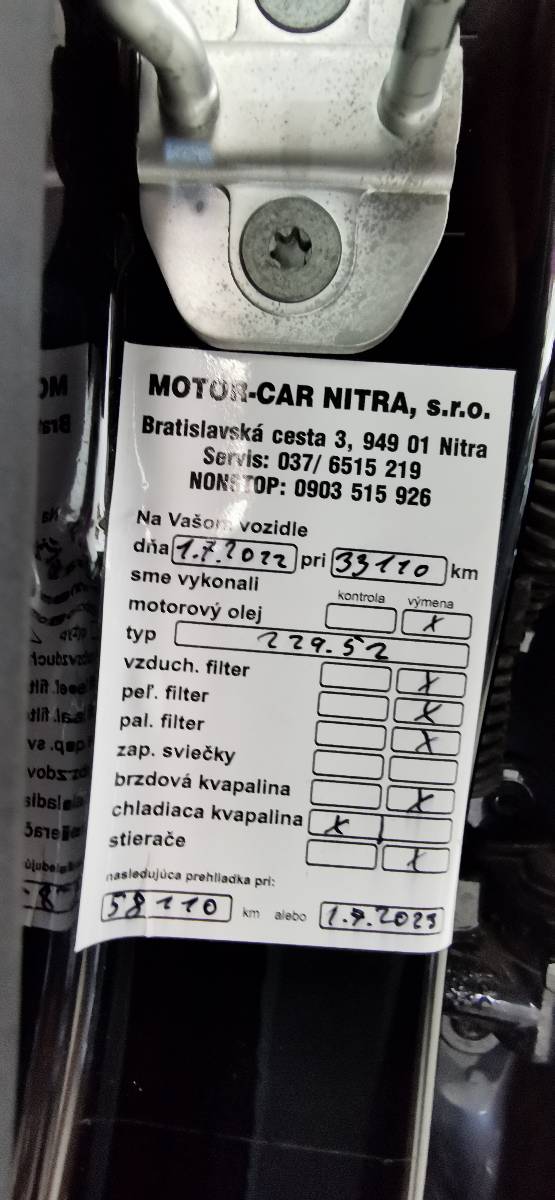 MOTOR-CAR NITRA, s.r.o.
Bratislavská cesta 3, 949 01 Nitra
Servis: 037/ 6515 219
NONSTOP: 0903 515 926
Na Vašom vozidle
dňa 1.7.2022 pri 33110 km
sme vykonali kontrola výmena
motorový olej X
typ 229.52
vzduch. filter X
peľ. filter X
pal. filter X
zap. sviečky
brzdová kvapalina X
chladiaca kvapalina X
stierače X
nasledujúca prehliadka pri:
58110 km alebo 1.7.2023